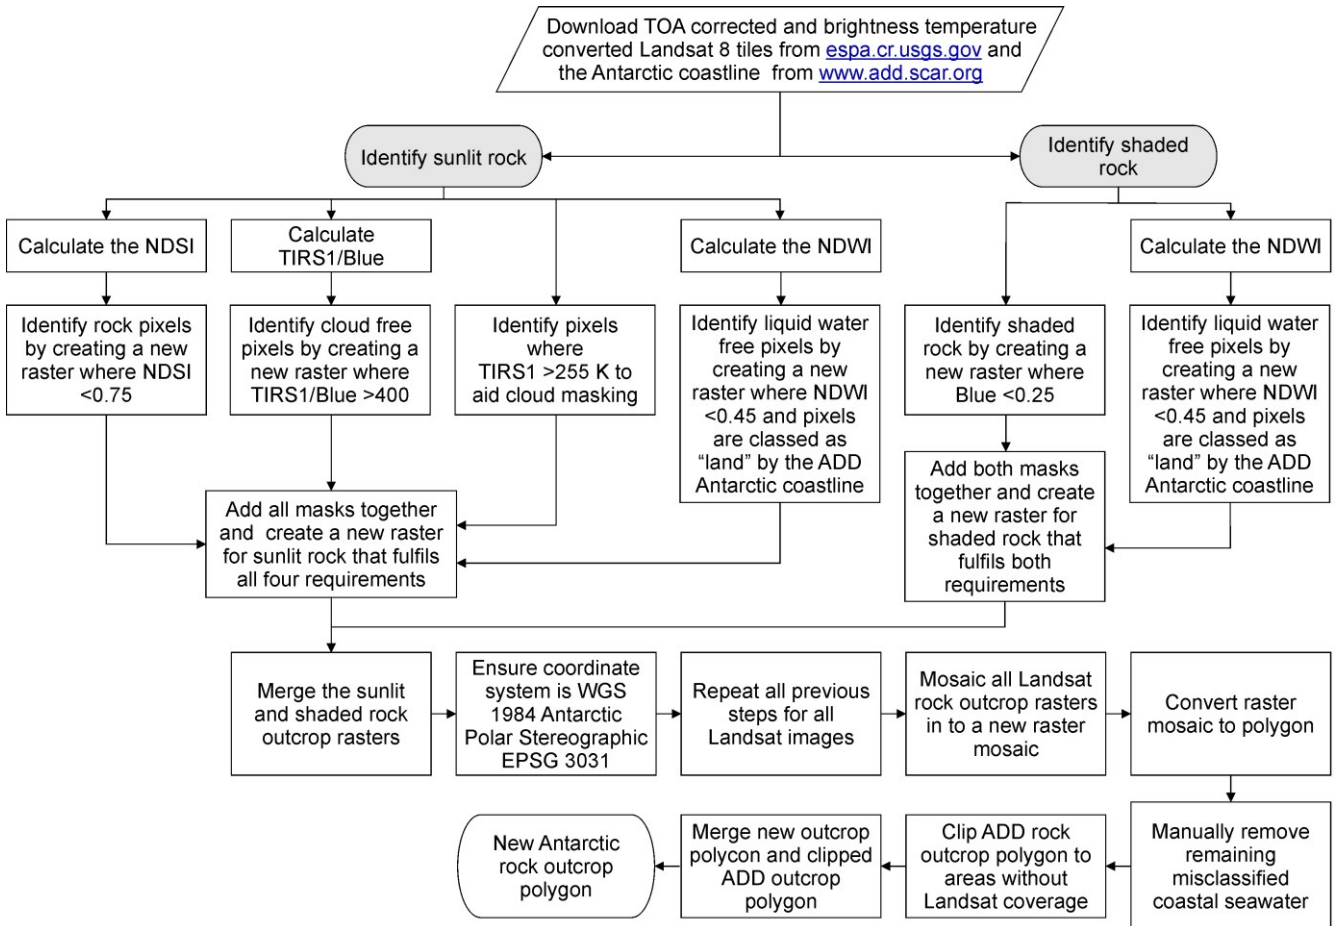 Download TOA corrected and brightness temperature
converted Landsat 8 tiles from espa.cr.usgs.gov and
the Antarctic coastline from www.add.scar.org
Identify sunlit rock
Identify shaded
rock
Calculate the NDSI
Calculate
TIRS1/Blue
Calculate the NDWI
Calculate the NDWI
Identify rock pixels
by creating a new
raster where NDSI
<0.75
Identify cloud free
pixels by creating a
new raster where
TIRS1/Blue >400
Identify pixels
where
TIRS1 >255 K to
aid cloud masking
Identify liquid water
free pixels by
creating a new
raster where NDWI
<0.45 and pixels
are classed as
“land” by the ADD
Antarctic coastline
Identify shaded
rock by creating a
new raster where
Blue <0.25
Identify liquid water
free pixels by
creating a new
raster where NDWI
<0.45 and pixels
are classed as
“land” by the ADD
Antarctic coastline
Add all masks together
and create a new raster
for sunlit rock that fulfils
all four requirements
Add both masks
together and create
a new raster for
shaded rock that
fulfils both
requirements
Merge the sunlit
and shaded rock
outcrop rasters
Ensure coordinate
system is WGS
1984 Antarctic
Polar Stereographic
EPSG 3031
Repeat all previous
steps for all
Landsat images
Mosaic all Landsat
rock outcrop rasters
in to a new raster
mosaic
Convert raster
mosaic to polygon
Manually remove
remaining
misclassified
coastal seawater
Clip ADD rock
outcrop polygon to
areas without
Landsat coverage
Merge new outcrop
polycon and clipped
ADD outcrop
polygon
New Antarctic
rock outcrop
polygon